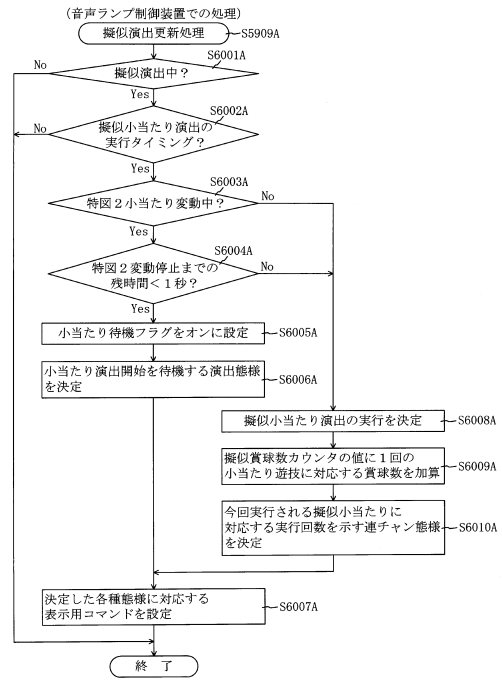 (音声ランプ制御装置での処理)
擬似演出更新処理
S5909A
S6001A
擬似演出中？
No
Yes
S6002A
擬似小当たり演出の
実行タイミング？
No
Yes
S6003A
特図２小当たり変動中？
No
Yes
S6004A
特図２変動停止までの
残時間＜１秒？
No
Yes
小当たり待機フラグをオンに設定
S6005A
小当たり演出開始を待機する演出態様
を決定
S6006A
擬似小当たり演出の実行を決定
S6008A
擬似賞球数カウンタの値に１回の
小当たり遊技に対応する賞球数を加算
S6009A
今回実行される擬似小当たりに
対応する実行回数を示す連チャン態様
を決定
S6010A
決定した各種態様に対応する
表示用コマンドを設定
S6007A
終 了